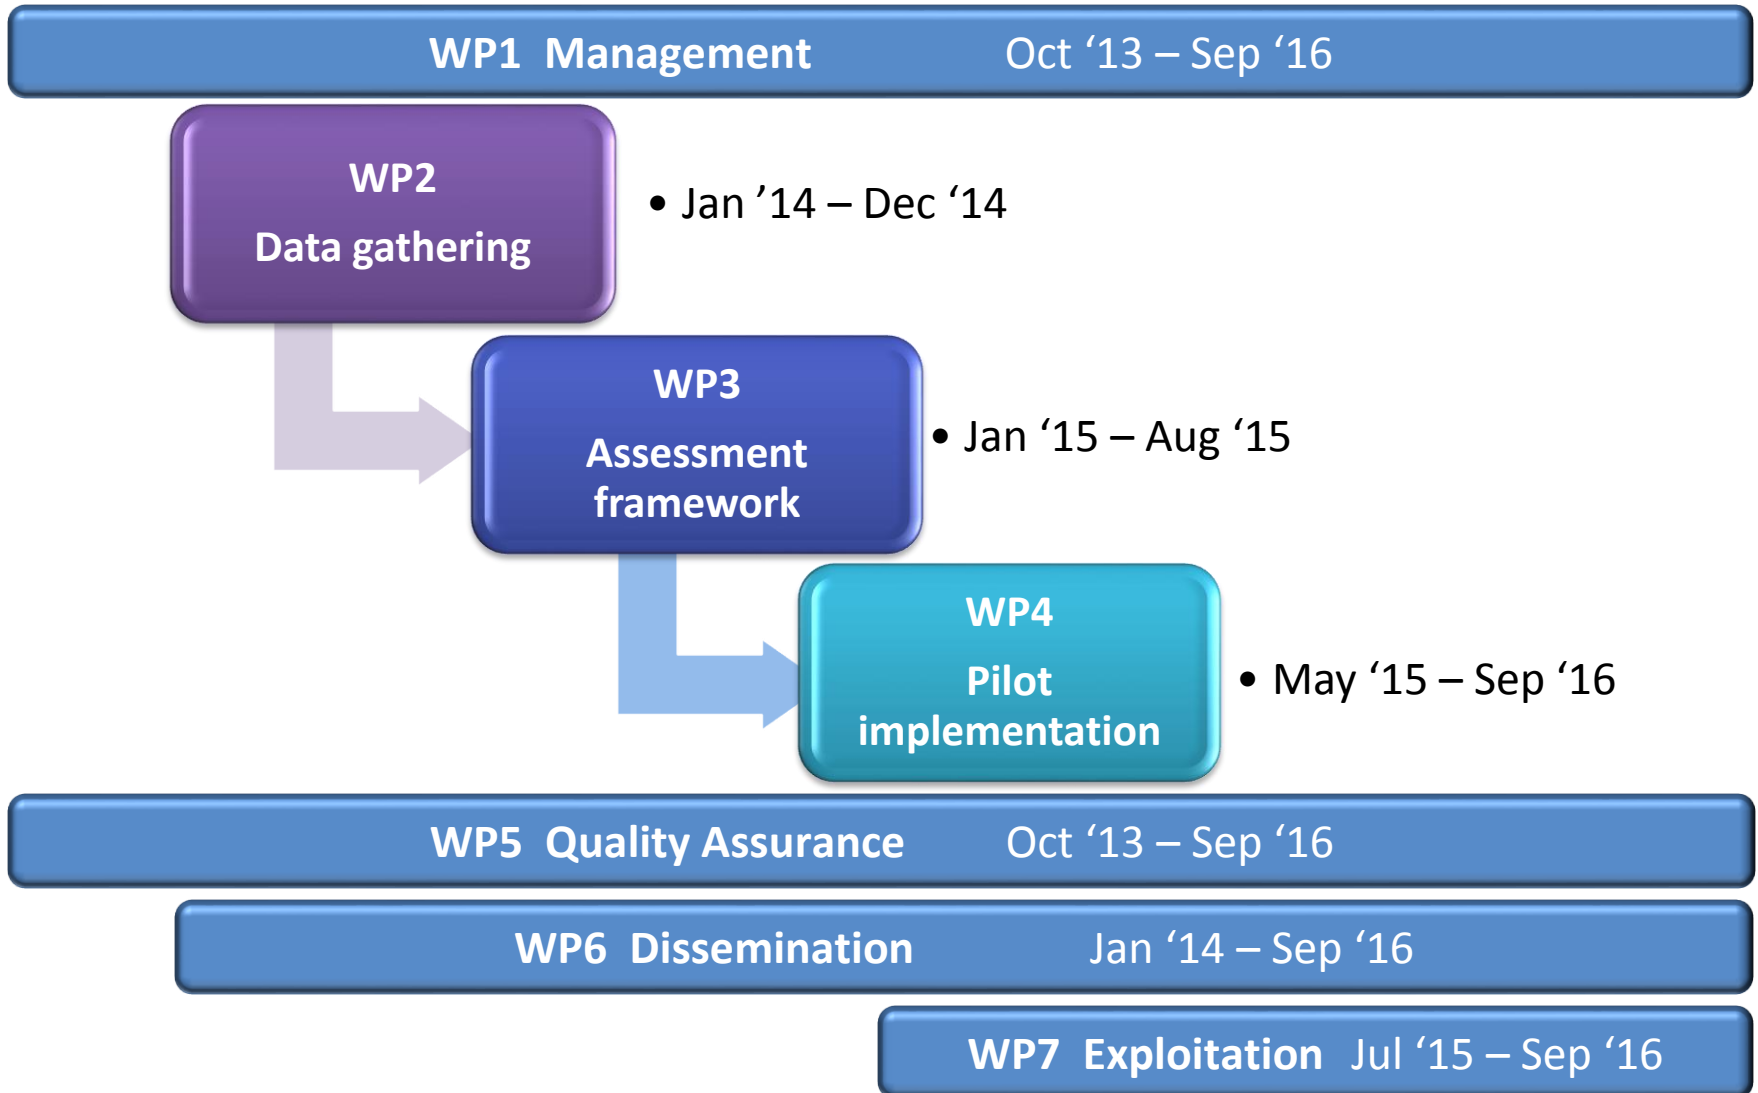 WP1  Management  Oct ‘13 – Sep ‘16
WP2
Data gathering
• Jan ’14 – Dec ‘14
WP3
Assessment
framework
• Jan ‘15 – Aug ‘15
WP4
Pilot
implementation
• May ‘15 – Sep ‘16
WP5  Quality Assurance  Oct ‘13 – Sep ‘16
WP6  Dissemination  Jan ‘14 – Sep ‘16
WP7  Exploitation  Jul ‘15 – Sep ‘16